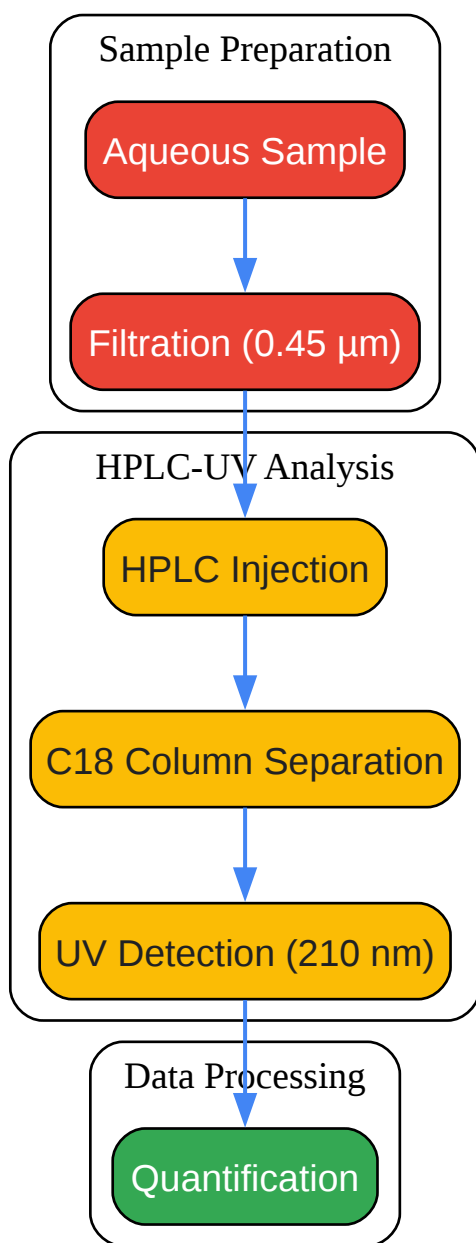 Sample Preparation
Aqueous Sample
Filtration (0.45 µm)
HPLC-UV Analysis
HPLC Injection
C18 Column Separation
UV Detection (210 nm)
Data Processing
Quantification